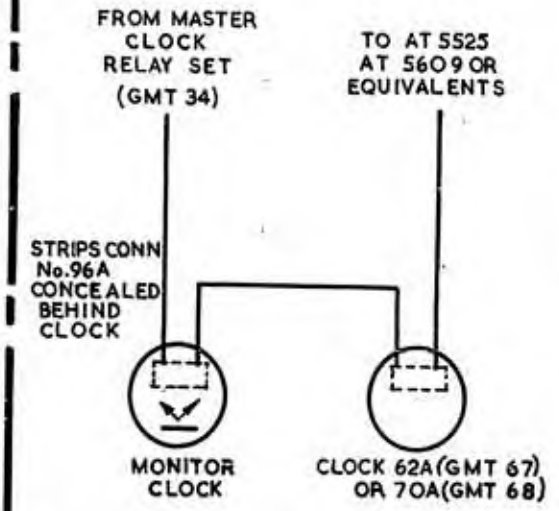 FROM MASTER
CLOCK
RELAY SET
(GMT 34)
TO AT 5525
AT 5609 OR
EQUIVALENTS
STRIPS CONN
No.96A
CONCEALED
BEHIND
CLOCK
MONITOR
CLOCK
CLOCK 62A(GMT 67)
OR 70A(GMT 68)